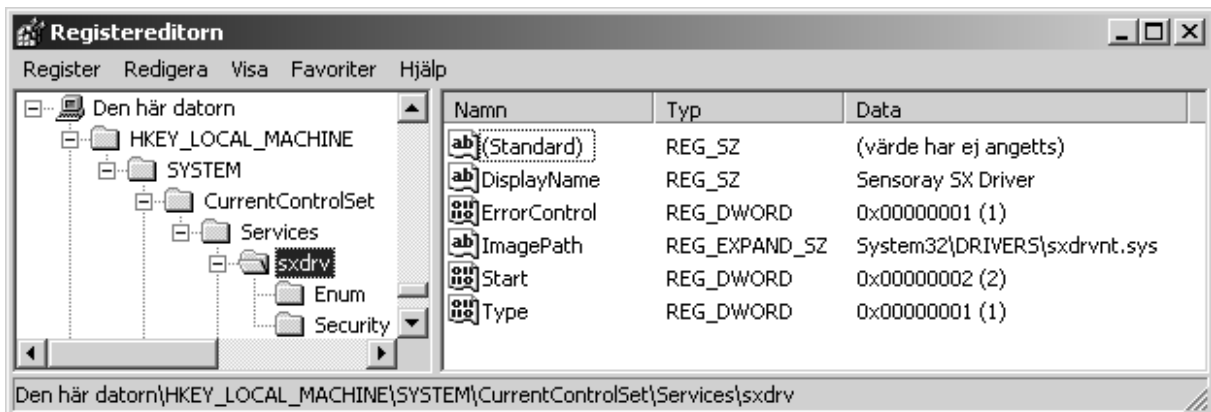 Registereditorn
Register Redigera Visa Favoriter Hjälp
Den här datorn
HKEY_LOCAL_MACHINE
SYSTEM
CurrentControlSet
Services
sxdrv
Enum
Security
Namn Typ Data
(Standard) REG_SZ (värde har ej angetts)
DisplayName REG_SZ Sensoray SX Driver
ErrorControl REG_DWORD 0x00000001 (1)
ImagePath REG_EXPAND_SZ System32\DRIVERS\sxdrvnt.sys
Start REG_DWORD 0x00000002 (2)
Type REG_DWORD 0x00000001 (1)
Den här datorn\HKEY_LOCAL_MACHINE\SYSTEM\CurrentControlSet\Services\sxdrv